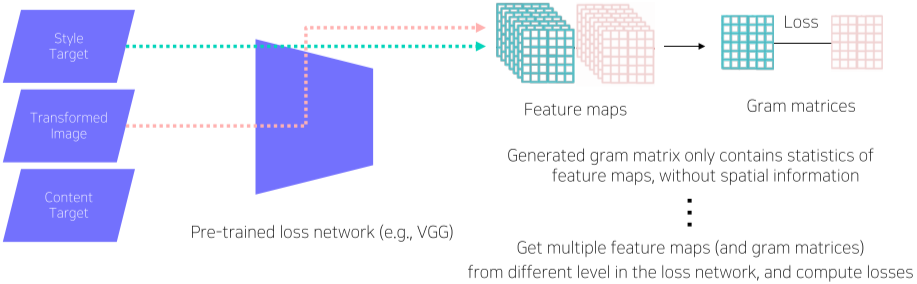 Style
Target
Transformed
Image
Content
Target
Pre-trained loss network (e.g., VGG)
Feature maps
Loss
Gram matrices
Generated gram matrix only contains statistics of
feature maps, without spatial information
Get multiple feature maps (and gram matrices)
from different level in the loss network, and compute losses